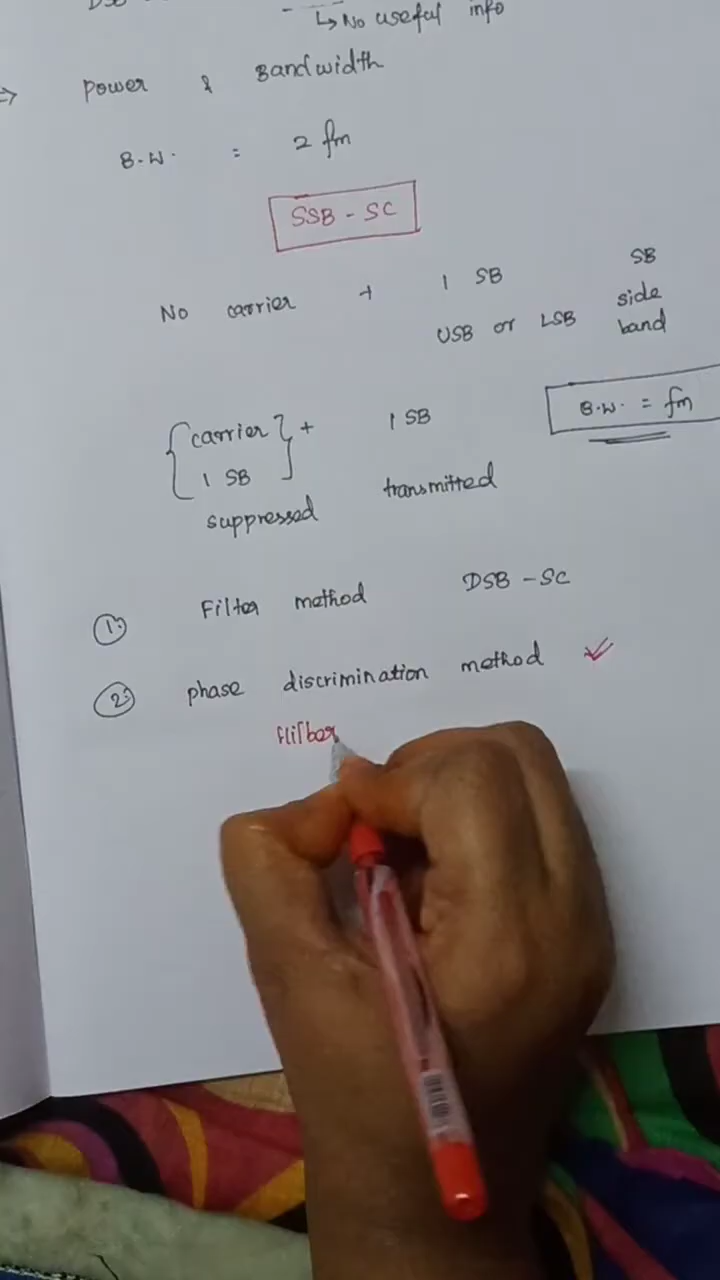 ↳ No useful info
⇒ Power & Bandwidth
B.W. = 2 fm
SSB - SC
No carrier + 1 SB
USB or LSB
SB
side
band
{carrier} + 1 SB
1 SB
suppressed transmitted
B.W. = fm
1. Filter method DSB - SC
2. phase discrimination method ✓